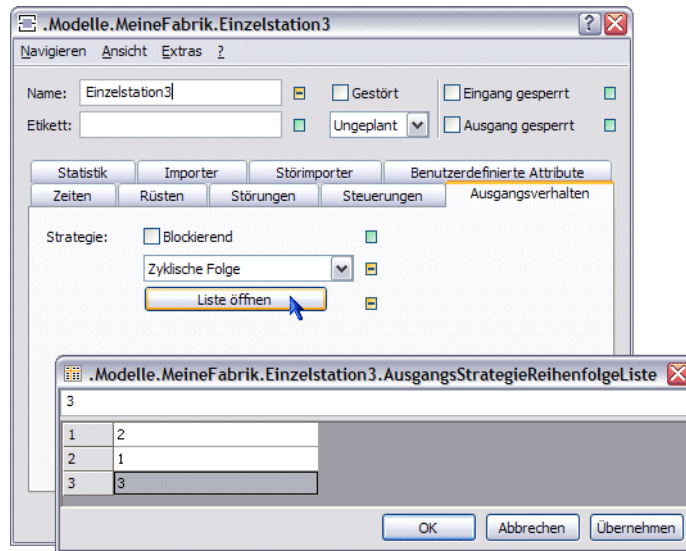 .Modelle.MeineFabrik.Einzelstation3
Navigieren Ansicht Extras ?
Name: Einzelstation3 Gestört Eingang gesperrt
Etikett: Ungeplant Ausgang gesperrt
Statistik Importer Störimporter Benutzerdefinierte Attribute
Zeiten Rüsten Störungen Steuerungen Ausgangsverhalten
Strategie: Blockierend
Zyklische Folge
Liste öffnen
.Modelle.MeineFabrik.Einzelstation3.AusgangsStrategieReihenfolgeListe
3
1 2
2 1
3 3
OK Abbrechen Übernehmen